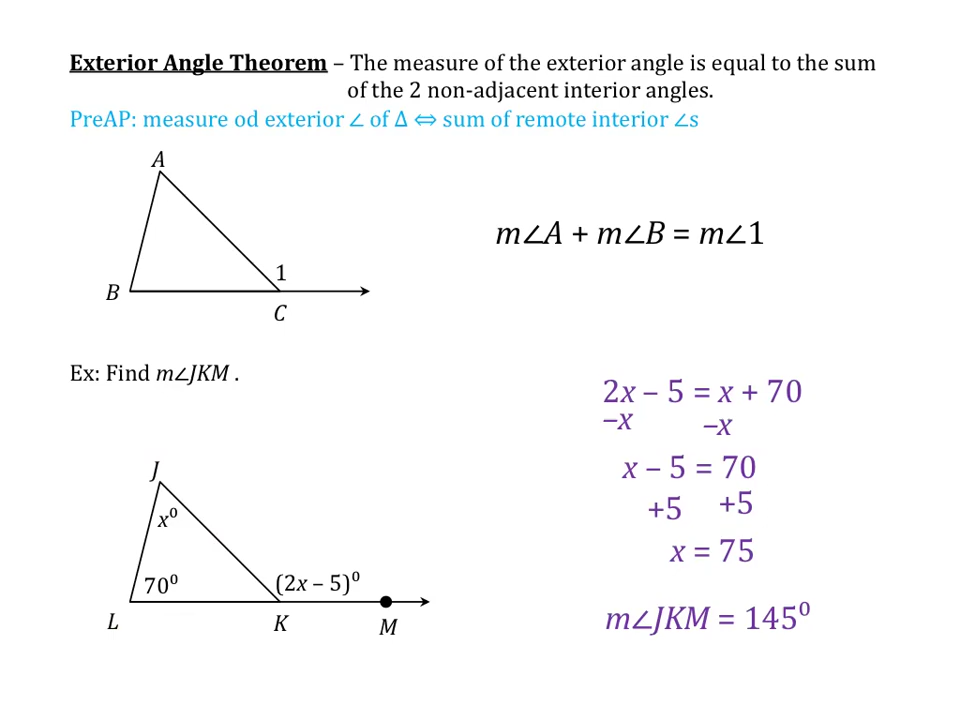 Exterior Angle Theorem – The measure of the exterior angle is equal to the sum
of the 2 non-adjacent interior angles.
PreAP: measure od exterior ∠ of Δ ⇔ sum of remote interior ∠s
A
m∠A + m∠B = m∠1
1
B
C
Ex: Find m∠JKM .
2x – 5 = x + 70
–x –x
x – 5 = 70
+5 +5
x = 75
J
x⁰
70⁰
(2x – 5)⁰
L
K
M
m∠JKM = 145⁰